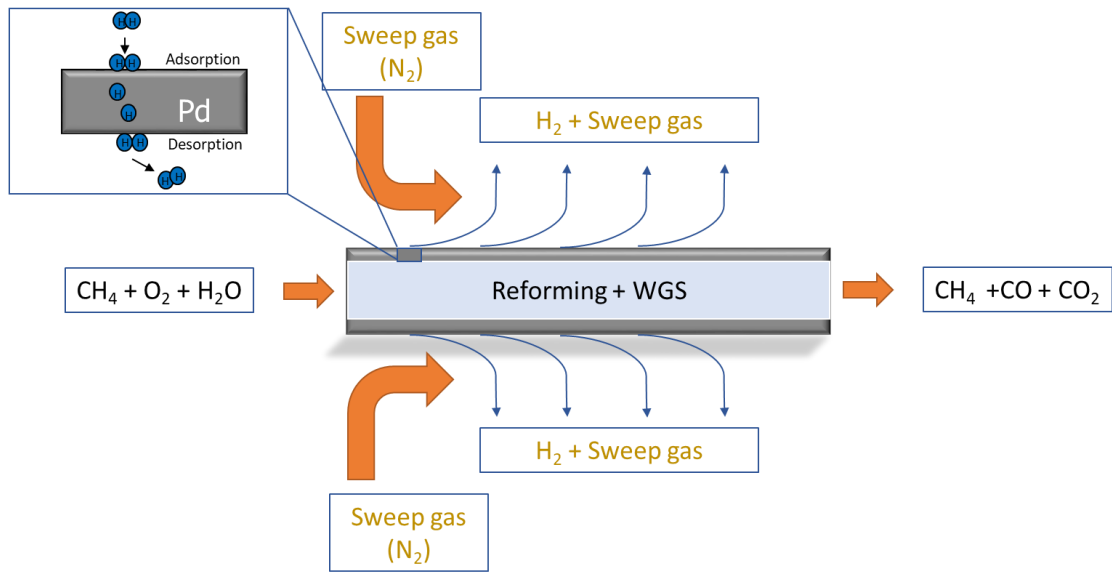 H H
Adsorption
H H
H
H
Pd
H H
Desorption
H H
Sweep gas
(N₂)
H₂ + Sweep gas
CH₄ + O₂ + H₂O
Reforming + WGS
CH₄ +CO + CO₂
H₂ + Sweep gas
Sweep gas
(N₂)